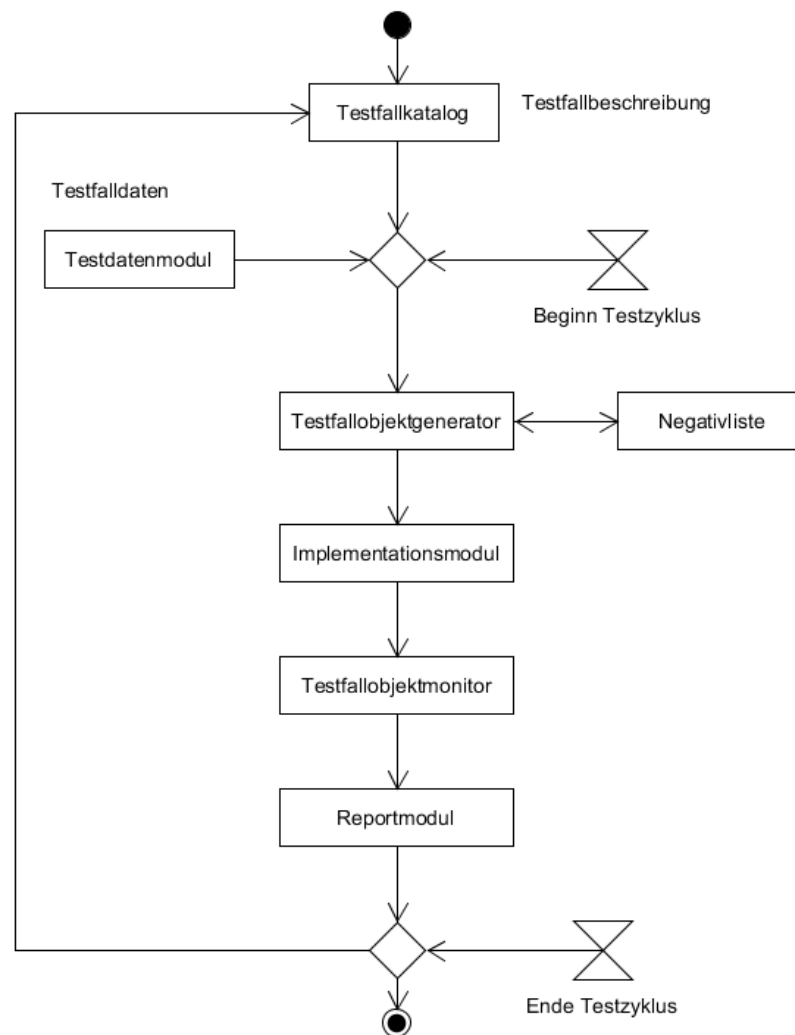 Testfallkatalog
Testfallbeschreibung
Testfalldaten
Testdatenmodul
Beginn Testzyklus
Testfallobjektgenerator
Negativliste
Implementationsmodul
Testfallobjektmonitor
Reportmodul
Ende Testzyklus